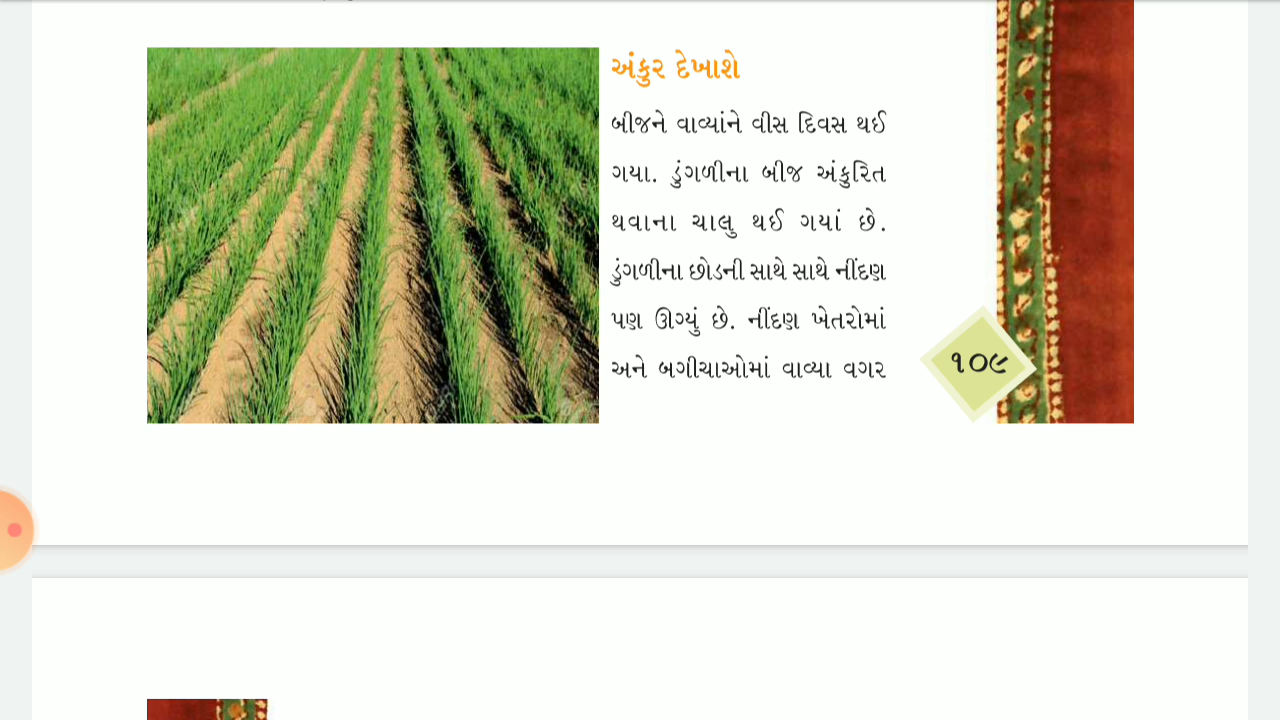 અંકુર દેખાશે
બીજને વાવ્યાંને વીસ દિવસ થઈ
ગયા. ડુંગળીના બીજ અંકુરિત
થવાના ચાલુ થઈ ગયાં છે.
ડુંગળીના છોડની સાથે સાથે નીંદણ
પણ ઊગ્યું છે. નીંદણ ખેતરોમાં
અને બગીચાઓમાં વાવ્યા વગર
૧૦૯